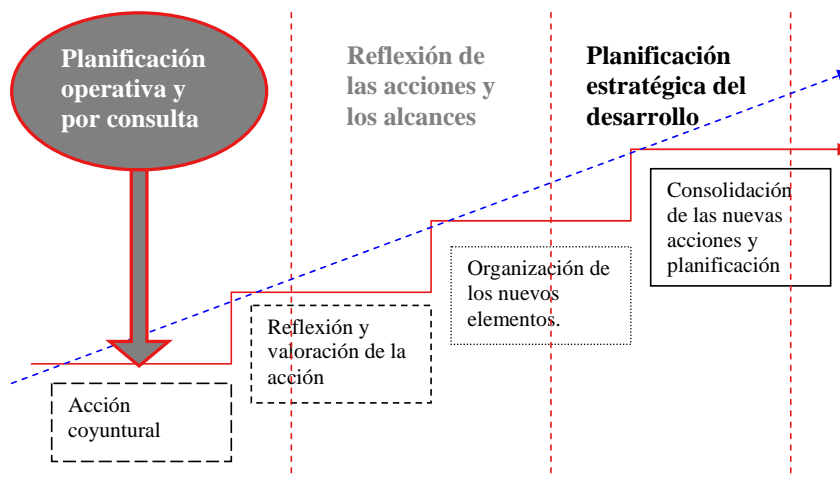 Planificación
operativa y
por consulta
Reflexión de
las acciones y
los alcances
Planificación
estratégica del
desarrollo
Consolidación
de las nuevas
acciones y
planificación
Organización de
los nuevos
elementos.
Reflexión y
valoración de la
acción
Acción
coyuntural